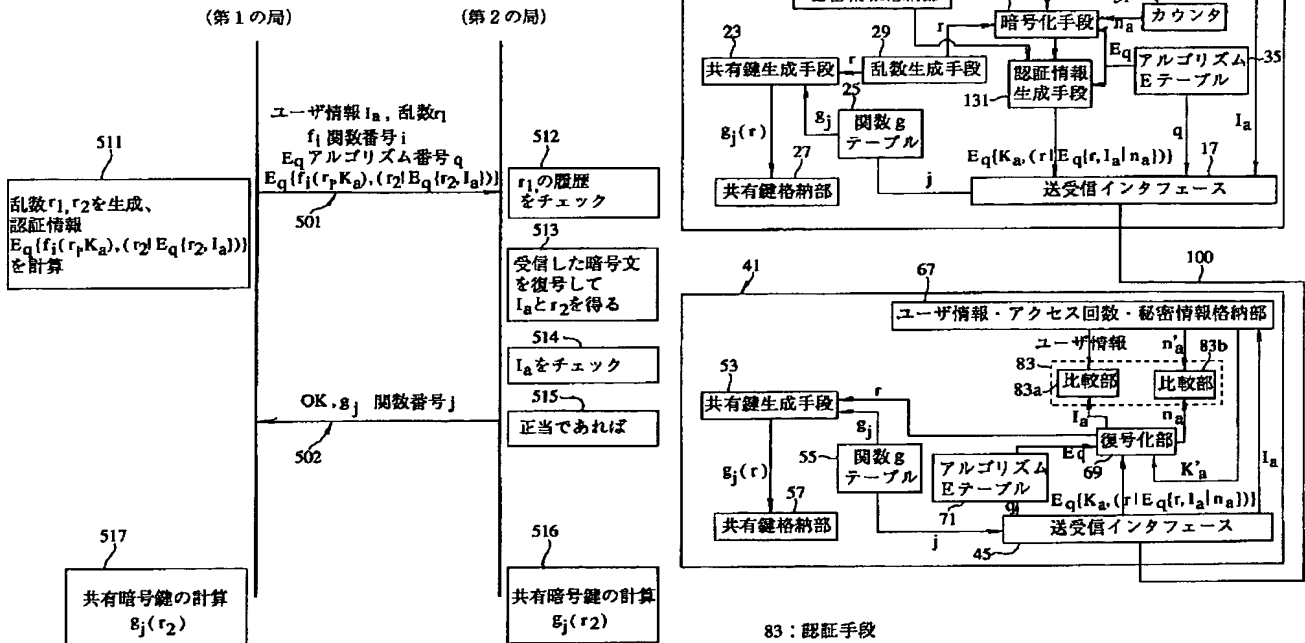 (第１の局)
(第２の局)
ユーザ情報 Ia , 乱数r1
fi 関数番号 i
Eq アルゴリズム番号 q
Eq{fi(r1,Ka),(r2|Eq{r2,Ia})}
501
511
乱数r1,r2を生成、
認証情報
Eq{fi(r1,Ka),(r2|Eq{r2,Ia})}
を計算
512
r1,の履歴
をチェック
513
受信した暗号文
を復号して
Iaとr2を得る
514
Iaをチェック
515
正当であれば
OK , gj 関数番号 j
502
517
共有暗号鍵の計算
gj(r2)
516
共有暗号鍵の計算
gj(r2)
暗号化手段
カウンタ
na
r
23
共有鍵生成手段
r
29
乱数生成手段
Eq
認証情報
生成手段
131
アルゴリズム
Eテーブル
35
25
gj
関数g
テーブル
gj(r)
27
共有鍵格納部
j
Eq{Ka,(r|Eq{r,Ia|na})}
q
Ia
17
送受信インタフェース
100
41
67
ユーザ情報・アクセス回数・秘密情報格納部
ユーザ情報
n'a
83
83b
83a
比較部
比較部
Ia
na
53
共有鍵生成手段
r
gj
復号化部
69
Eq
K'a
Ia
55
関数g
テーブル
アルゴリズム
Eテーブル
71
q
gj(r)
57
共有鍵格納部
j
Eq{Ka,(r|Eq{r,Ia|na})}
送受信インタフェース
45
83：認証手段